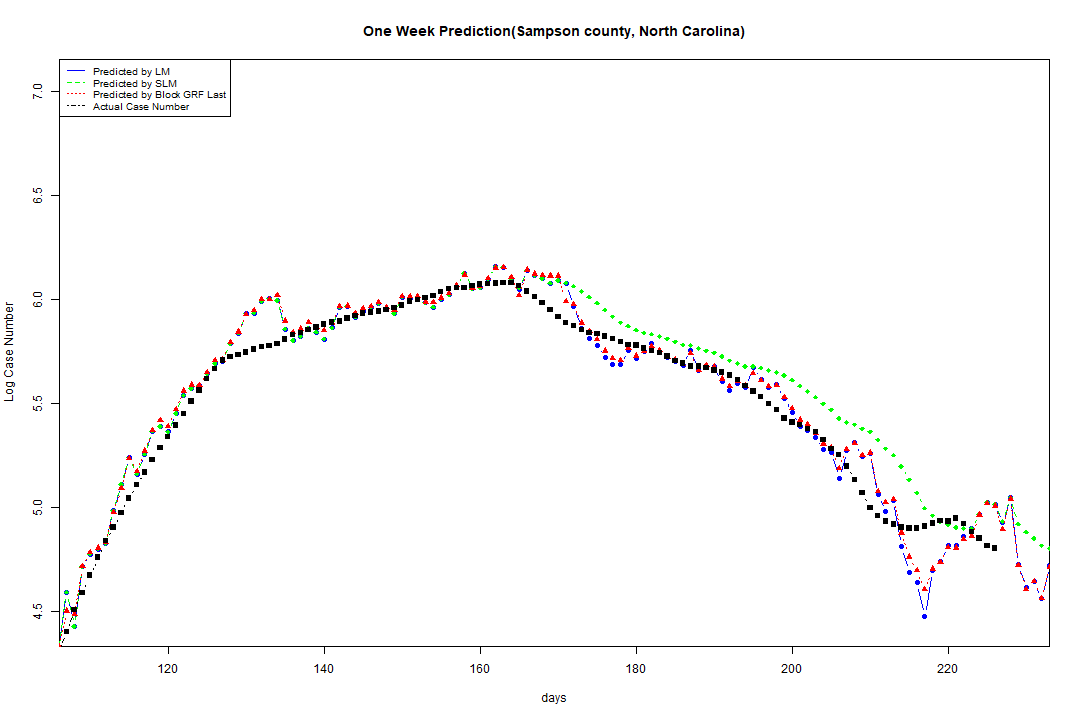 One Week Prediction(Sampson county, North Carolina)
Predicted by LM
Predicted by SLM
Predicted by Block GRF Last
Actual Case Number
7.0
6.5
6.0
5.5
5.0
4.5
Log Case Number
120 140 160 180 200 220
days